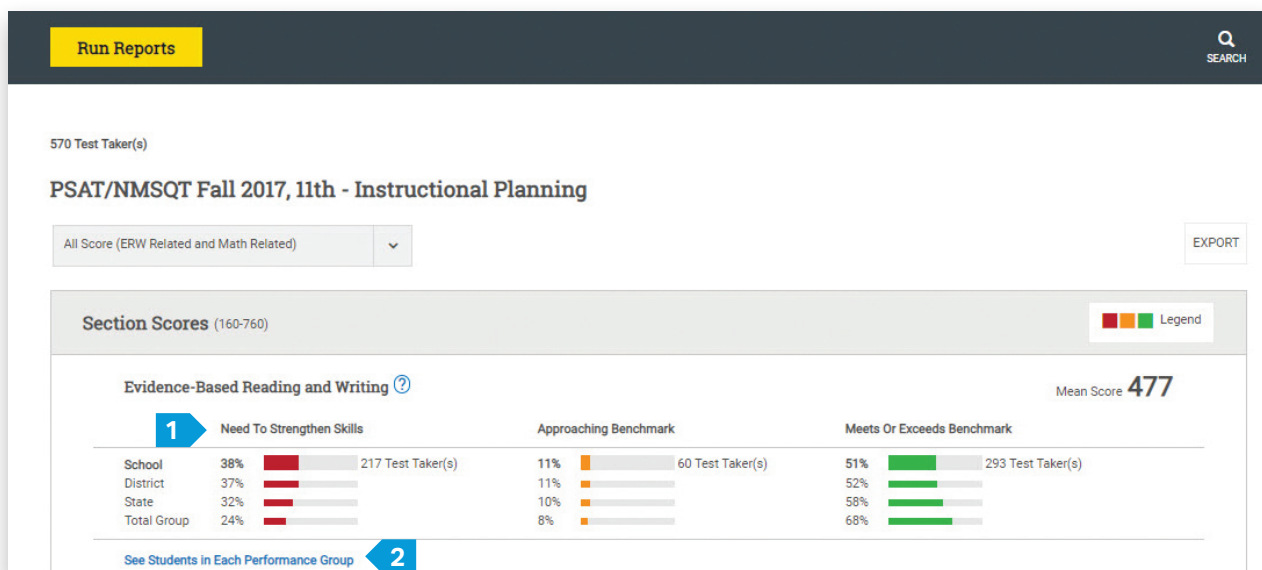 Run Reports
SEARCH
570 Test Taker(s)
PSAT/NMSQT Fall 2017, 11th - Instructional Planning
All Score (ERW Related and Math Related)
EXPORT
Section Scores (160-760)
Legend
Evidence-Based Reading and Writing ?
Mean Score 477
1 Need To Strengthen Skills Approaching Benchmark Meets Or Exceeds Benchmark
School 38% 217 Test Taker(s) 11% 60 Test Taker(s) 51% 293 Test Taker(s)
District 37% 11% 52%
State 32% 10% 58%
Total Group 24% 8% 68%
See Students in Each Performance Group 2